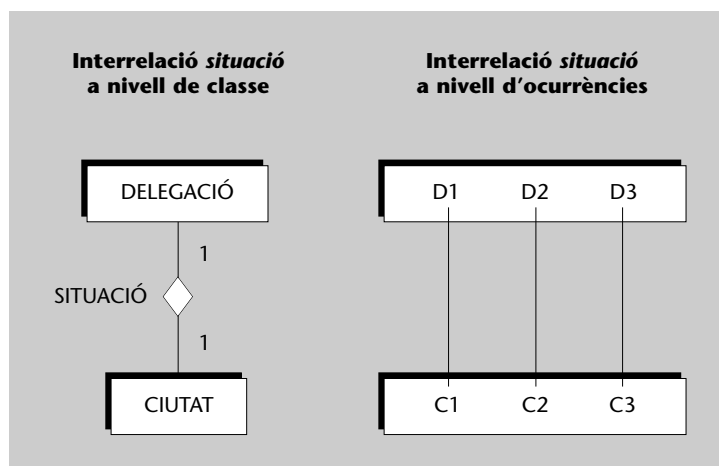 Interrelació situació
a nivell de classe
DELEGACIÓ
1
SITUACIÓ
1
CIUTAT
Interrelació situació
a nivell d'ocurrències
D1 D2 D3
C1 C2 C3